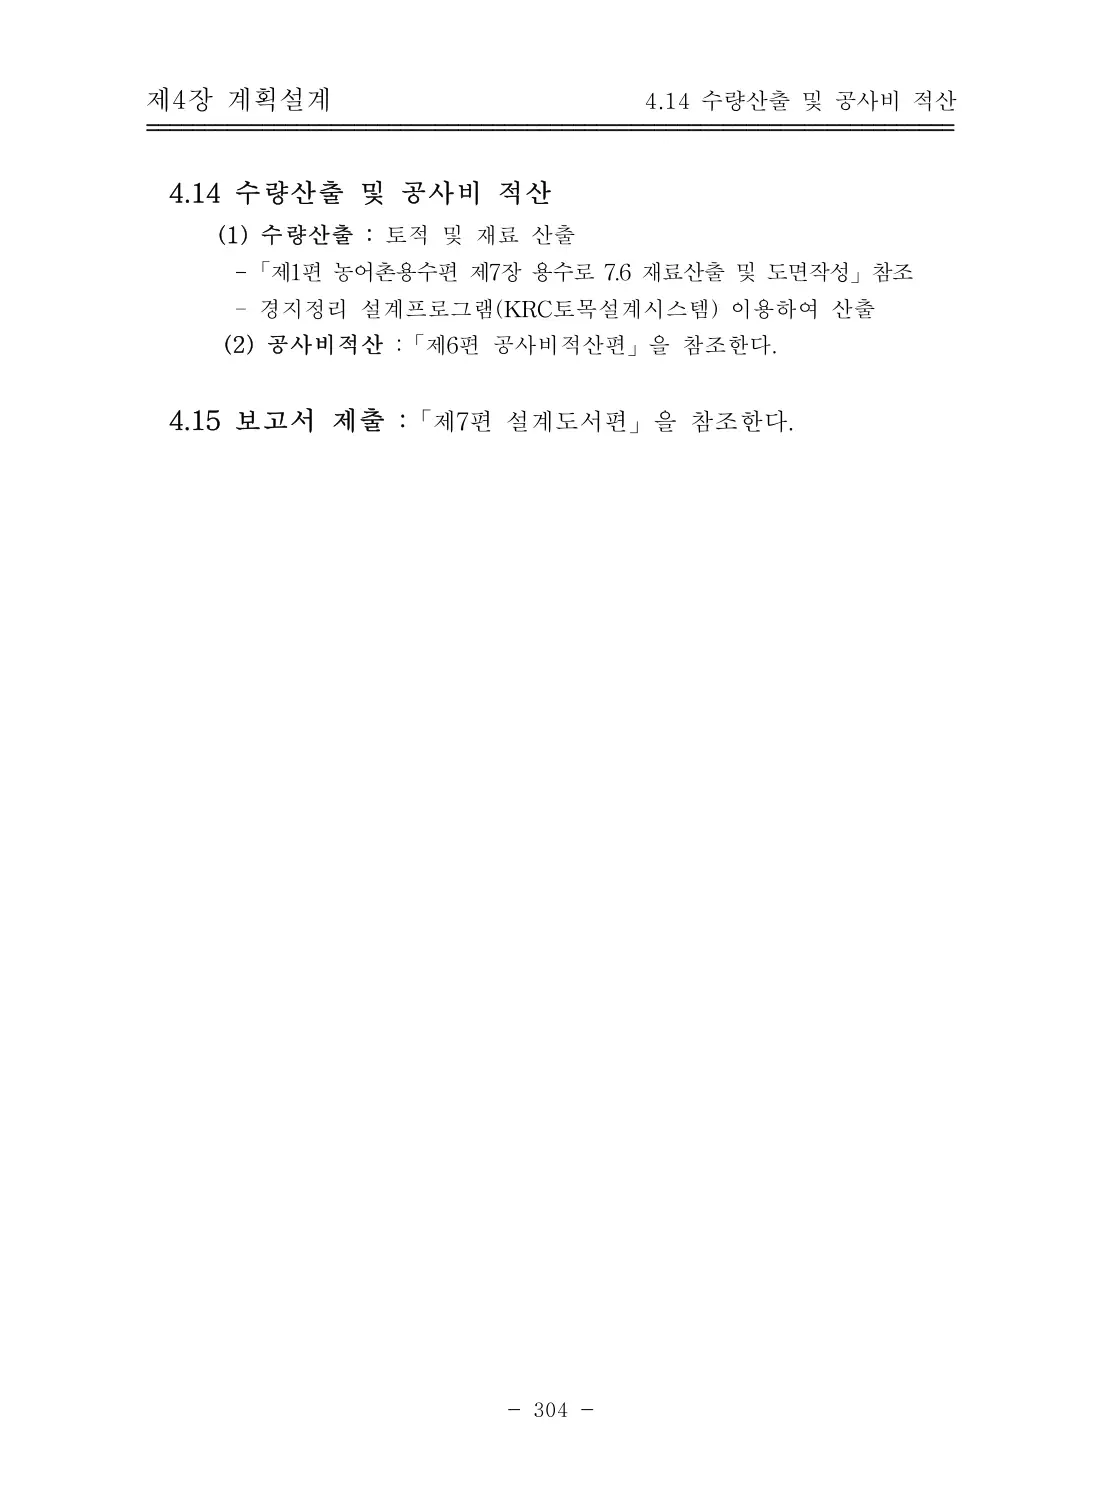 제4장 계획설계 4.14 수량산출 및 공사비 적산
4.14 수량산출 및 공사비 적산
(1) 수량산출 : 토적 및 재료 산출
-「제1편 농어촌용수편 제7장 용수로 7.6 재료산출 및 도면작성」참조
- 경지정리 설계프로그램(KRC토목설계시스템) 이용하여 산출
(2) 공사비적산 :「제6편 공사비적산편」을 참조한다.
4.15 보고서 제출 :「제7편 설계도서편」을 참조한다.
- 304 -